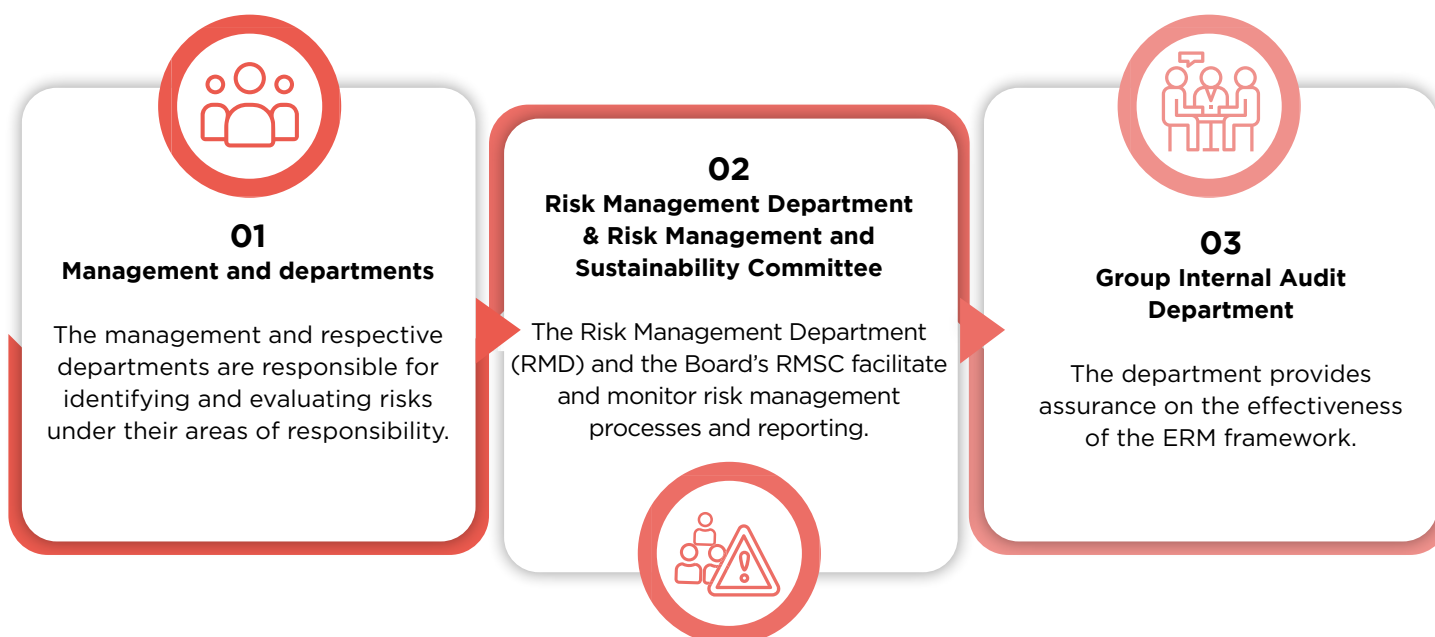 01
Management and departments
The management and respective
departments are responsible for
identifying and evaluating risks
under their areas of responsibility.
02
Risk Management Department
& Risk Management and
Sustainability Committee
The Risk Management Department
(RMD) and the Board’s RMSC facilitate
and monitor risk management
processes and reporting.
03
Group Internal Audit
Department
The department provides
assurance on the effectiveness
of the ERM framework.